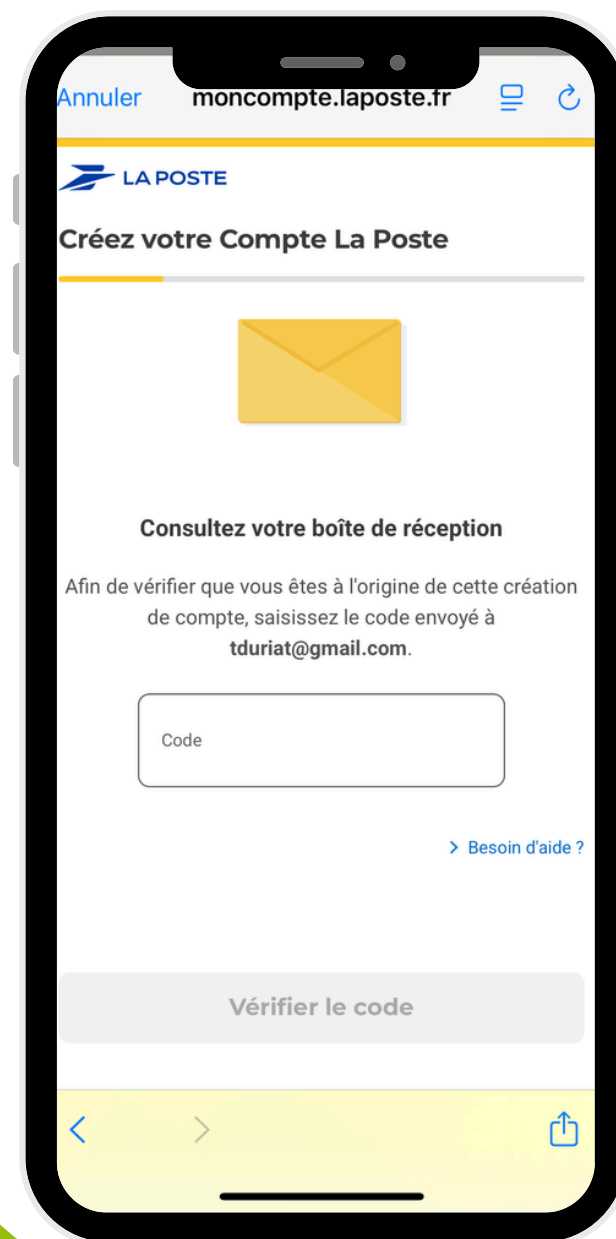 Annuler moncompte.laposte.fr
LA POSTE
Créez votre Compte La Poste
Consultez votre boîte de réception
Afin de vérifier que vous êtes à l'origine de cette création
de compte, saisissez le code envoyé à
tduriat@gmail.com.
Code
> Besoin d'aide ?
Vérifier le code